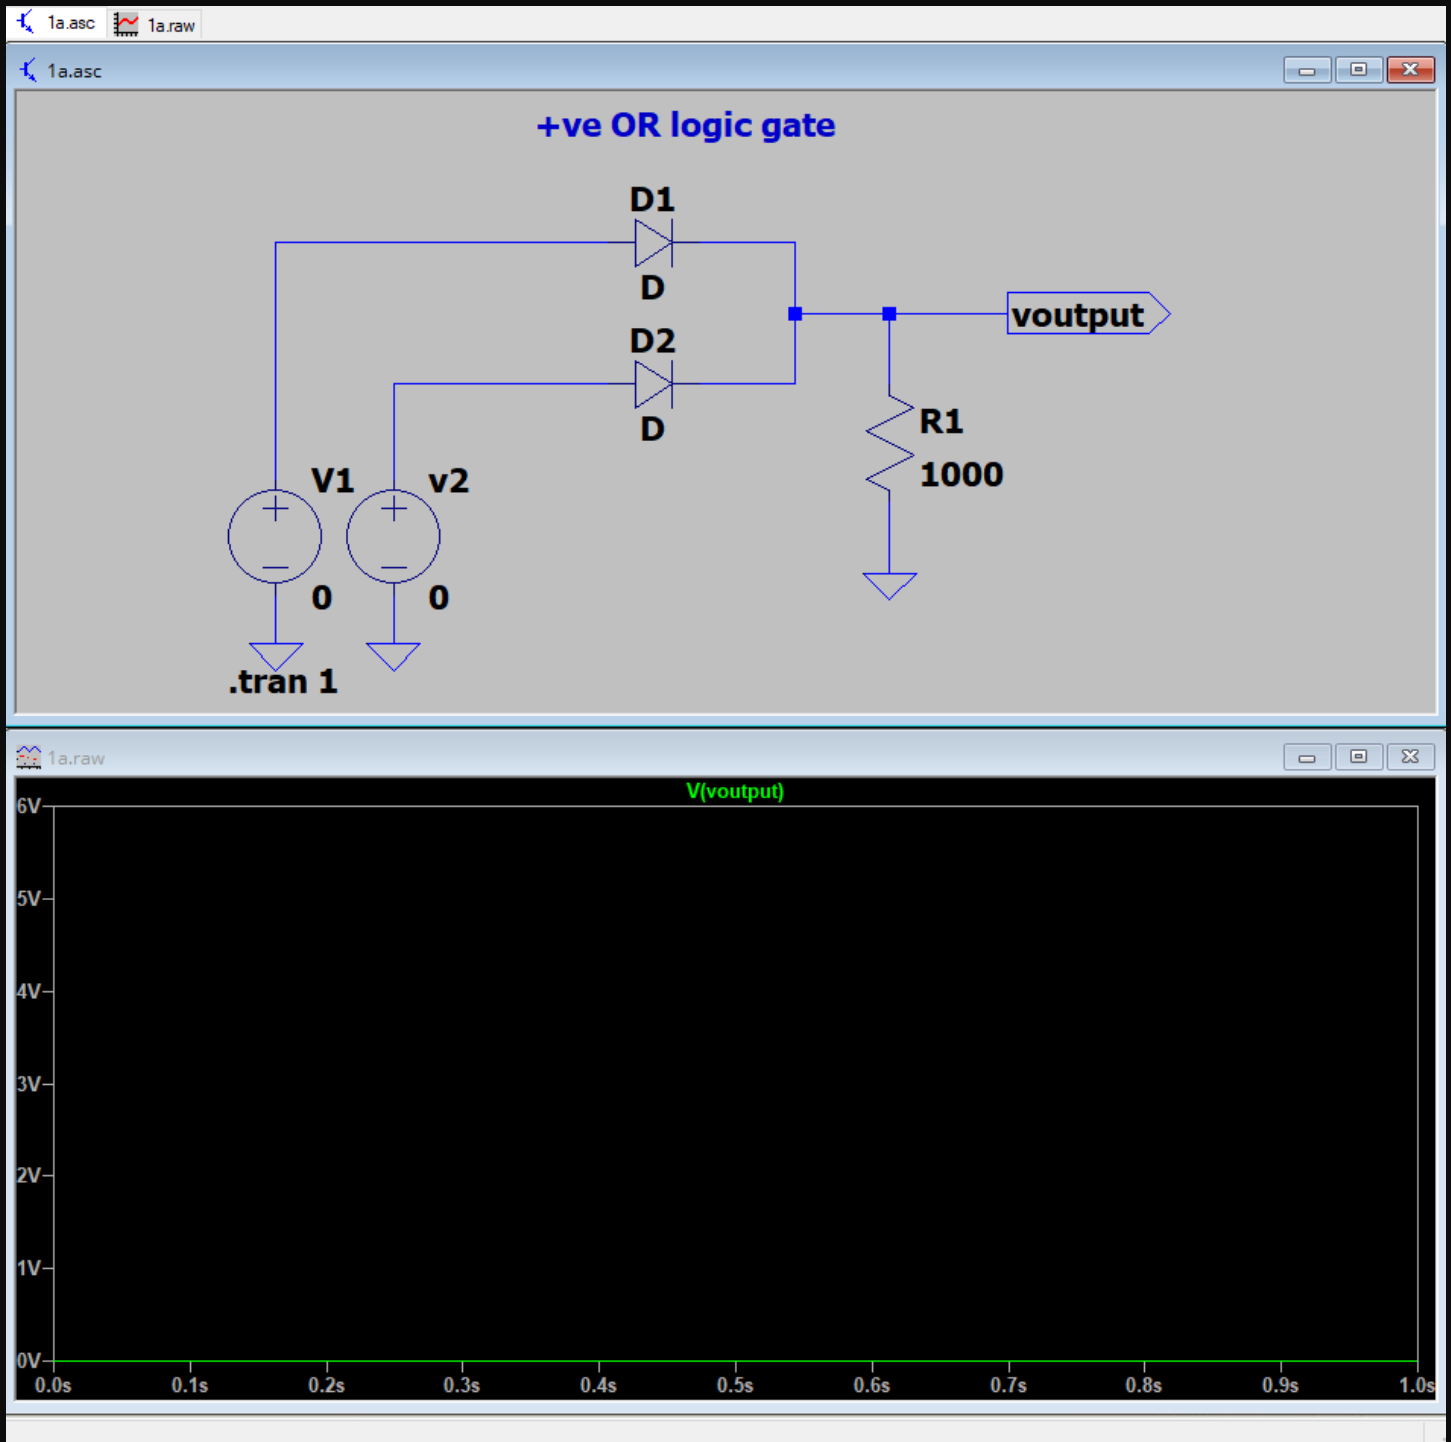 1a.asc 1a.raw
1a.asc
+ve OR logic gate
D1
D
D2
D
voutput
R1
1000
V1
v2
0
0
.tran 1
1a.raw
V(voutput)
6V
5V
4V
3V
2V
1V
0V
0.0s 0.1s 0.2s 0.3s 0.4s 0.5s 0.6s 0.7s 0.8s 0.9s 1.0s